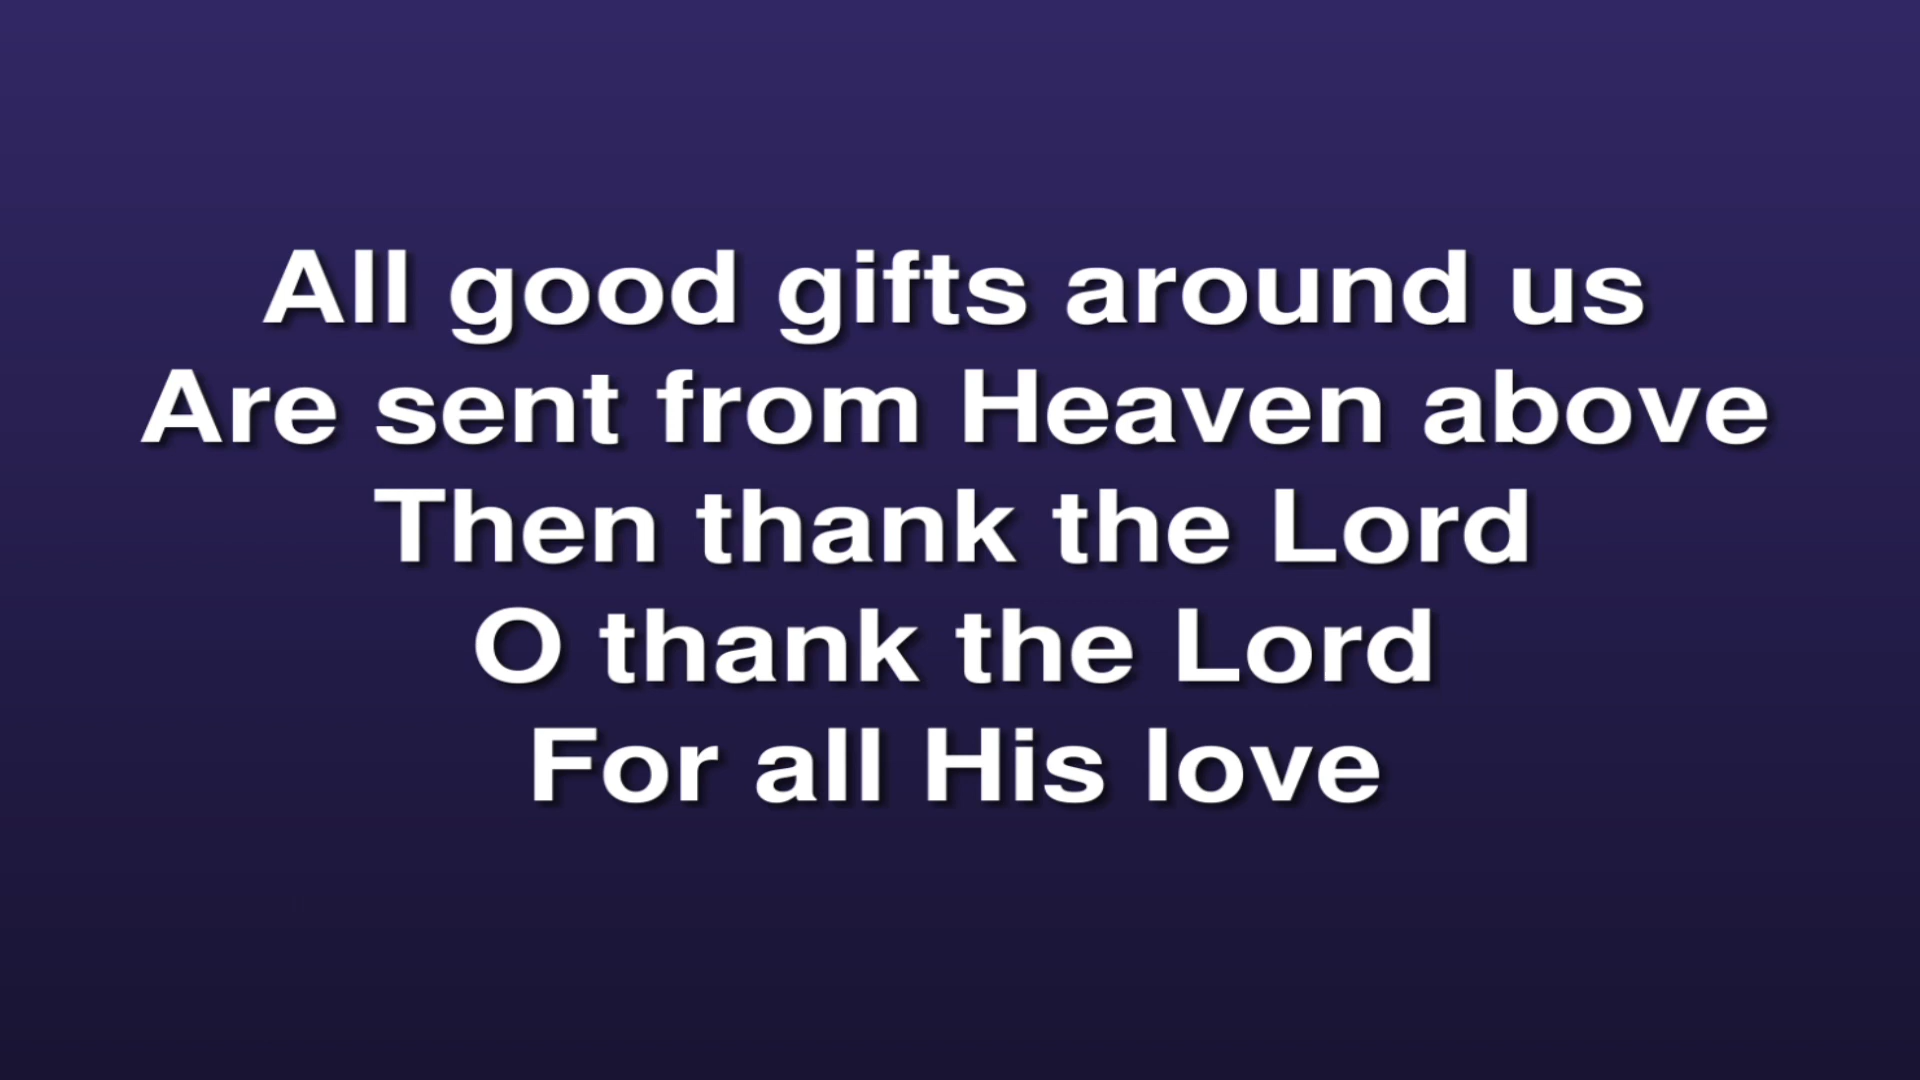 All good gifts around us
Are sent from Heaven above
Then thank the Lord
O thank the Lord
For all His love